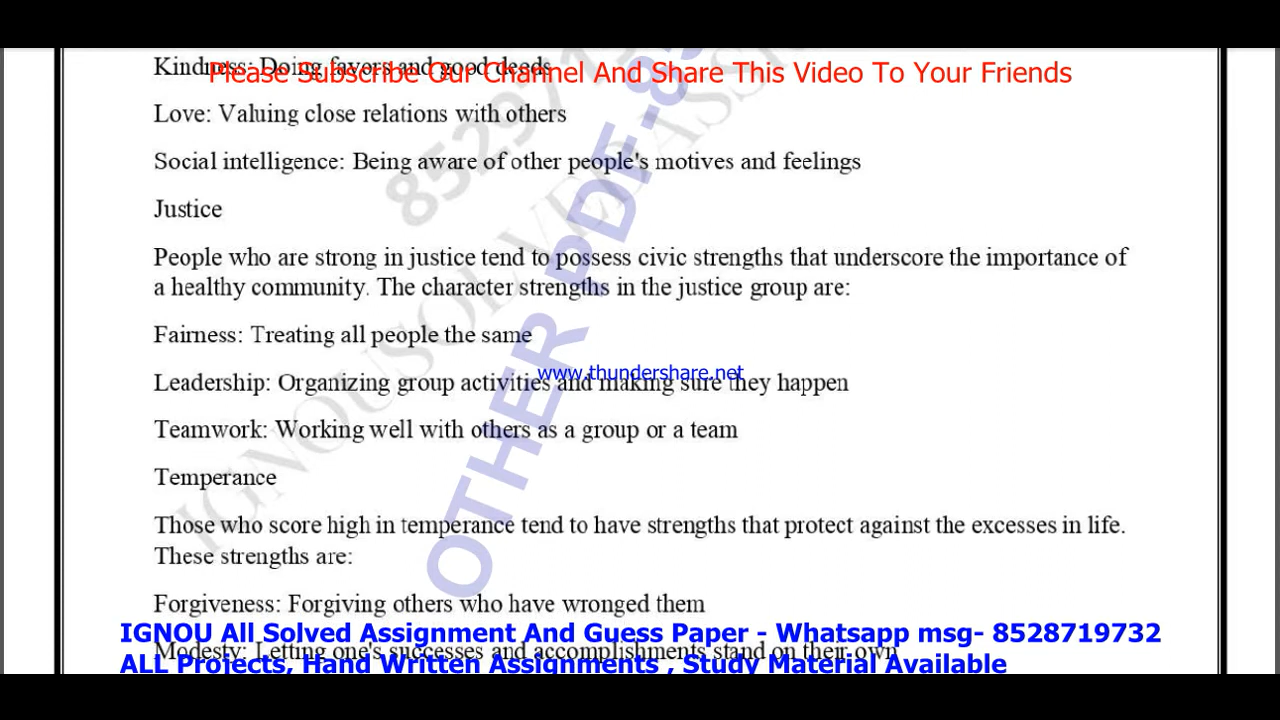 Kindness: Doing favors and good deeds
Please Subscribe Our Channel And Share This Video To Your Friends
Love: Valuing close relations with others
Social intelligence: Being aware of other people's motives and feelings
Justice
People who are strong in justice tend to possess civic strengths that underscore the importance of
a healthy community. The character strengths in the justice group are:
Fairness: Treating all people the same
www.thundershare.net
Leadership: Organizing group activities and making sure they happen
Teamwork: Working well with others as a group or a team
Temperance
Those who score high in temperance tend to have strengths that protect against the excesses in life.
These strengths are:
Forgiveness: Forgiving others who have wronged them
IGNOU All Solved Assignment And Guess Paper - Whatsapp msg- 8528719732
Modesty: Letting one's successes and accomplishments stand on their own
ALL Projects, Hand Written Assignments , Study Material Available
OTHER PDF-85
IGNOUSOLVED ASSI
85297